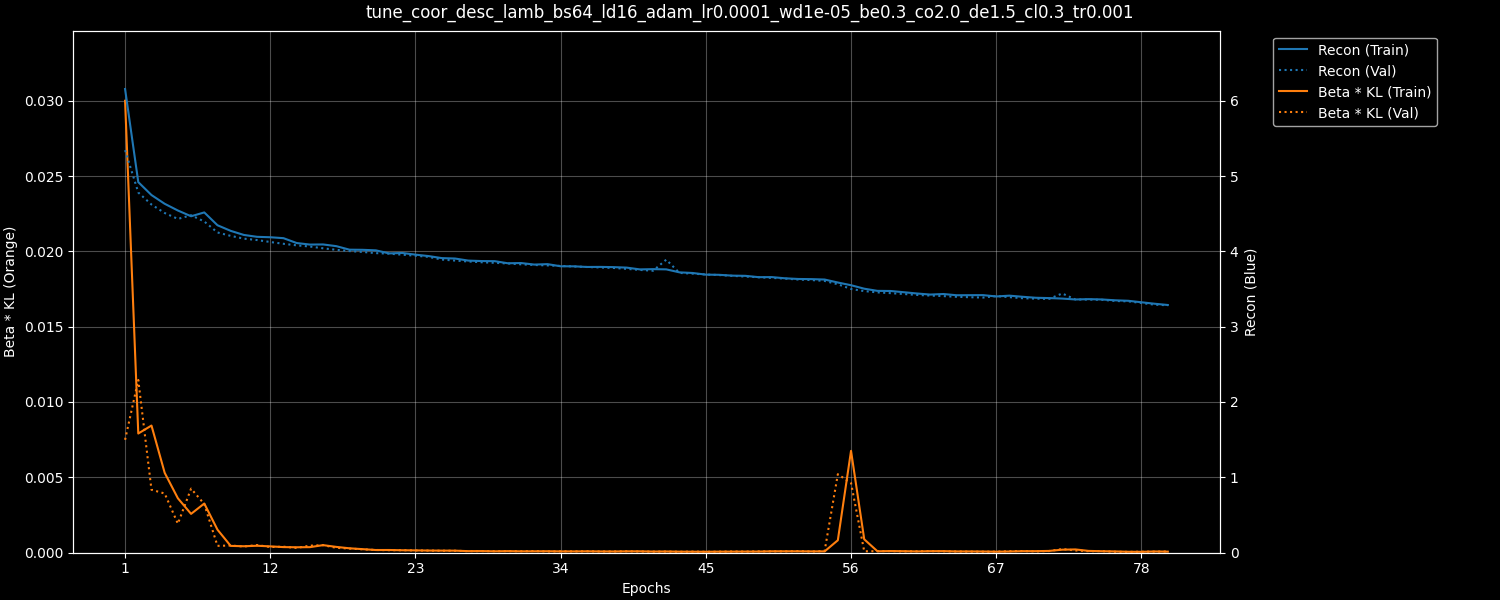 tune_coor_desc_lamb_bs64_ld16_adam_lr0.0001_wd1e-05_be0.3_co2.0_de1.5_cl0.3_tr0.001
Recon (Train)
Recon (Val)
Beta * KL (Train)
Beta * KL (Val)
Beta * KL (Orange)
0.030
0.025
0.020
0.015
0.010
0.005
0.000
6
5
4
3
2
1
0
Recon (Blue)
1 12 23 34 45 56 67 78
Epochs